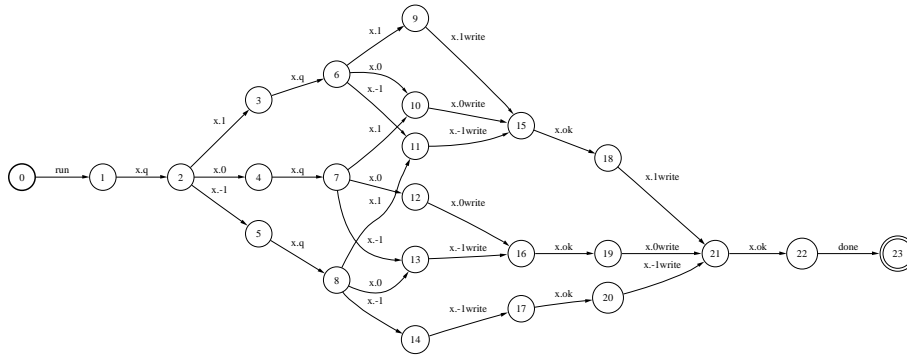 9
x.1
x.1write
6
x.0
x.q
x.-1
3
10
x.0write
15
x.1
x.1
x.-1write
x.ok
11
18
0
run
1
x.q
2
x.0
4
x.q
7
x.0
x.1write
x.-1
12
x.1
x.0write
5
x.-1
x.q
13
x.-1write
16
x.ok
19
x.0write
21
x.ok
22
done
23
8
x.0
x.-1write
x.-1
x.ok
20
x.-1write
17
14